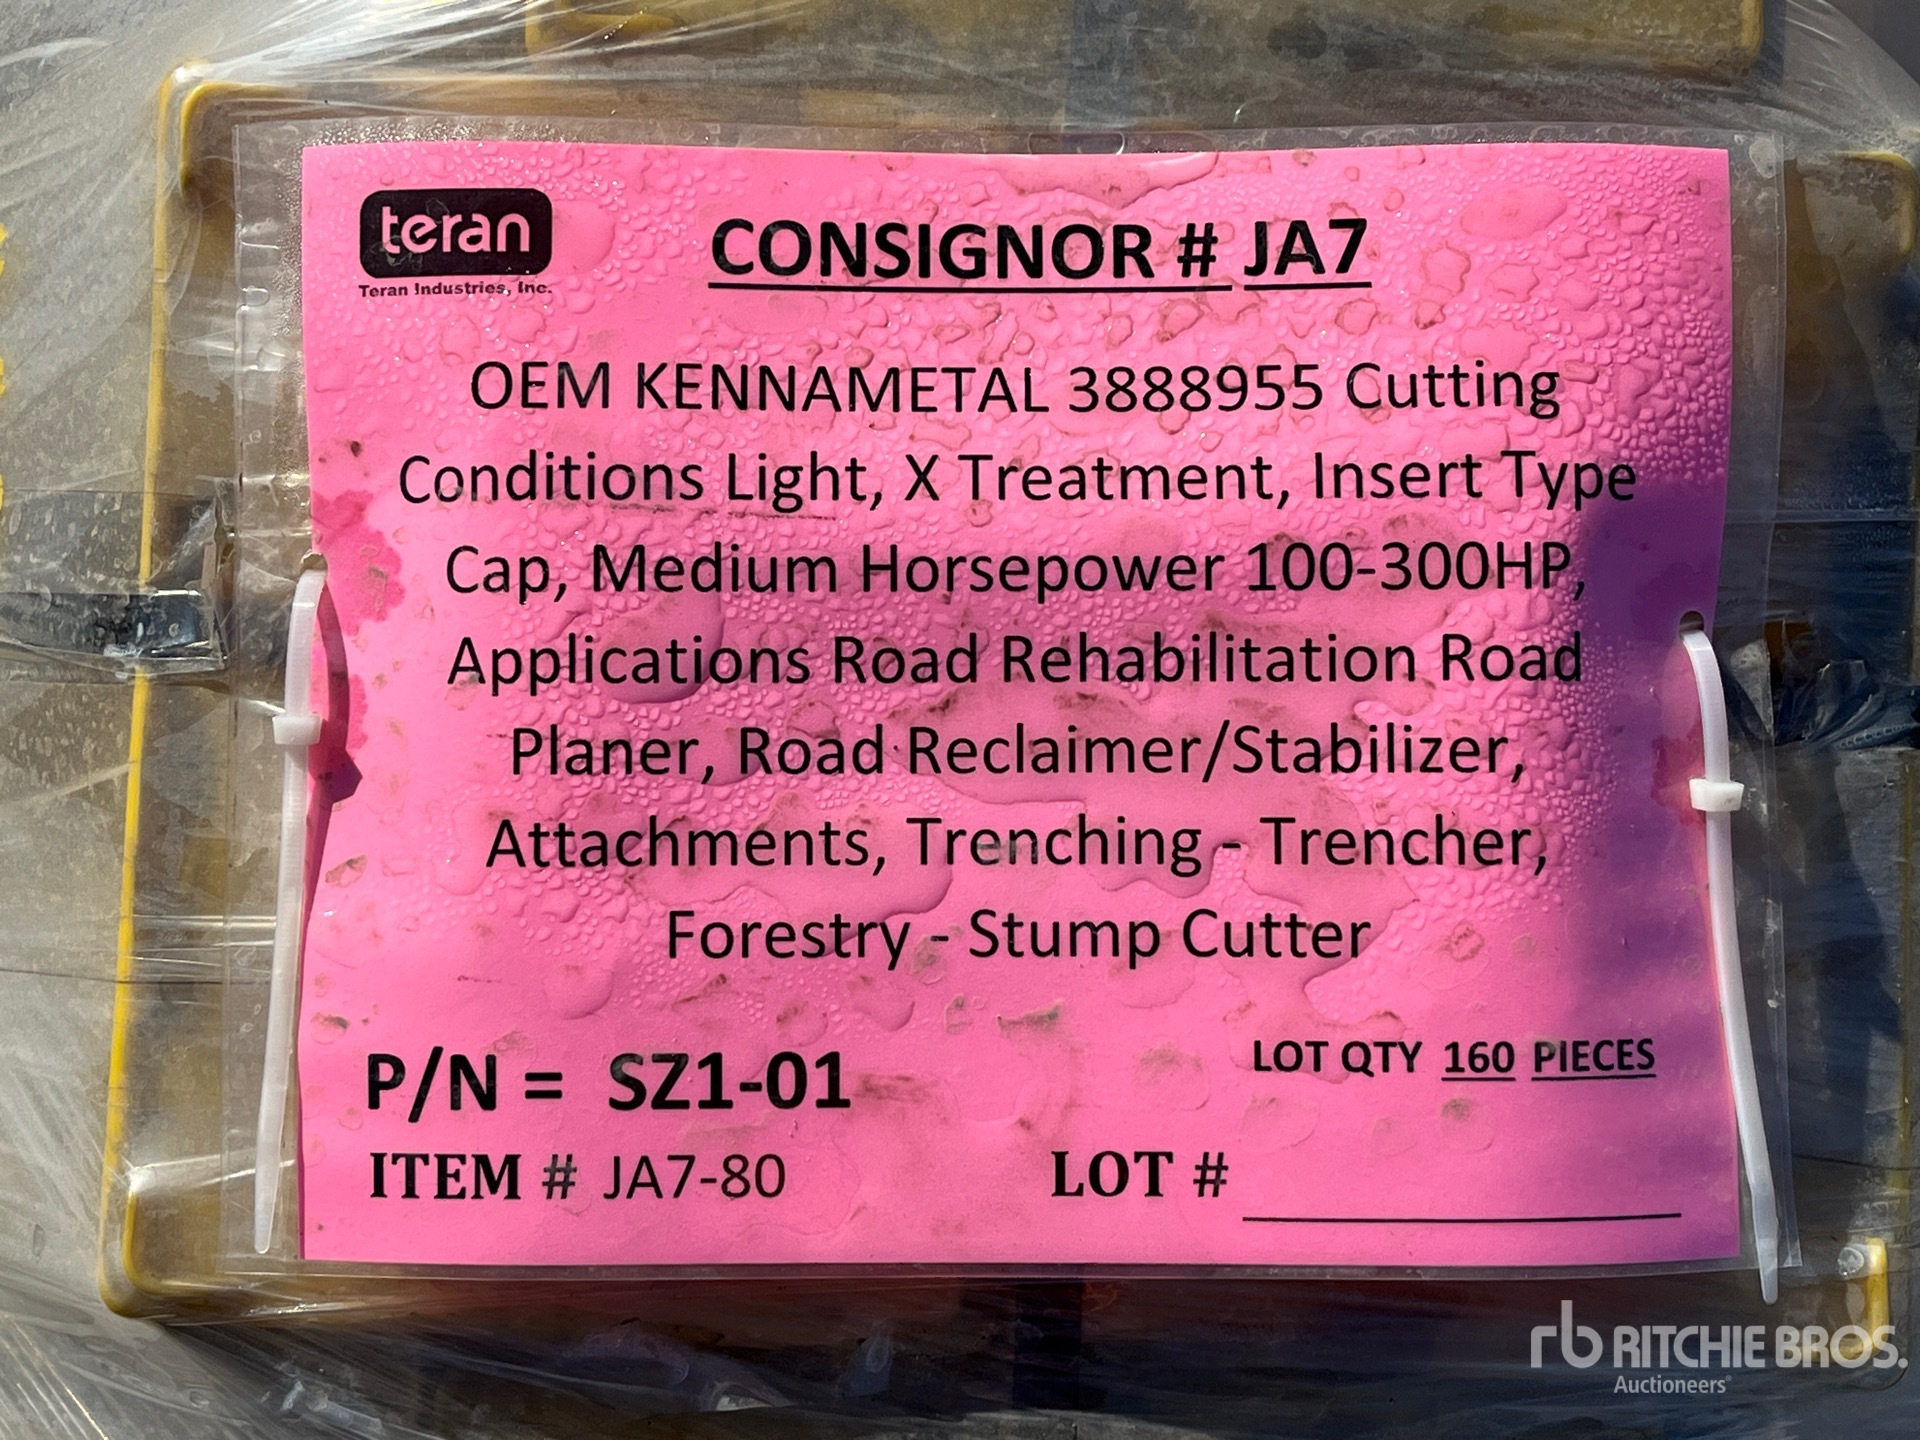 teran
Teran Industries, Inc.
CONSIGNOR # JA7
OEM KENNAMETAL 3888955 Cutting
Conditions Light, X Treatment, Insert Type
Cap, Medium Horsepower 100-300HP,
Applications Road Rehabilitation Road
Planer, Road Reclaimer/Stabilizer,
Attachments, Trenching - Trencher,
Forestry - Stump Cutter
P/N = SZ1-01
LOT QTY 160 PIECES
ITEM # JA7-80
LOT #
rb RITCHIE BROS.
Auctioneers